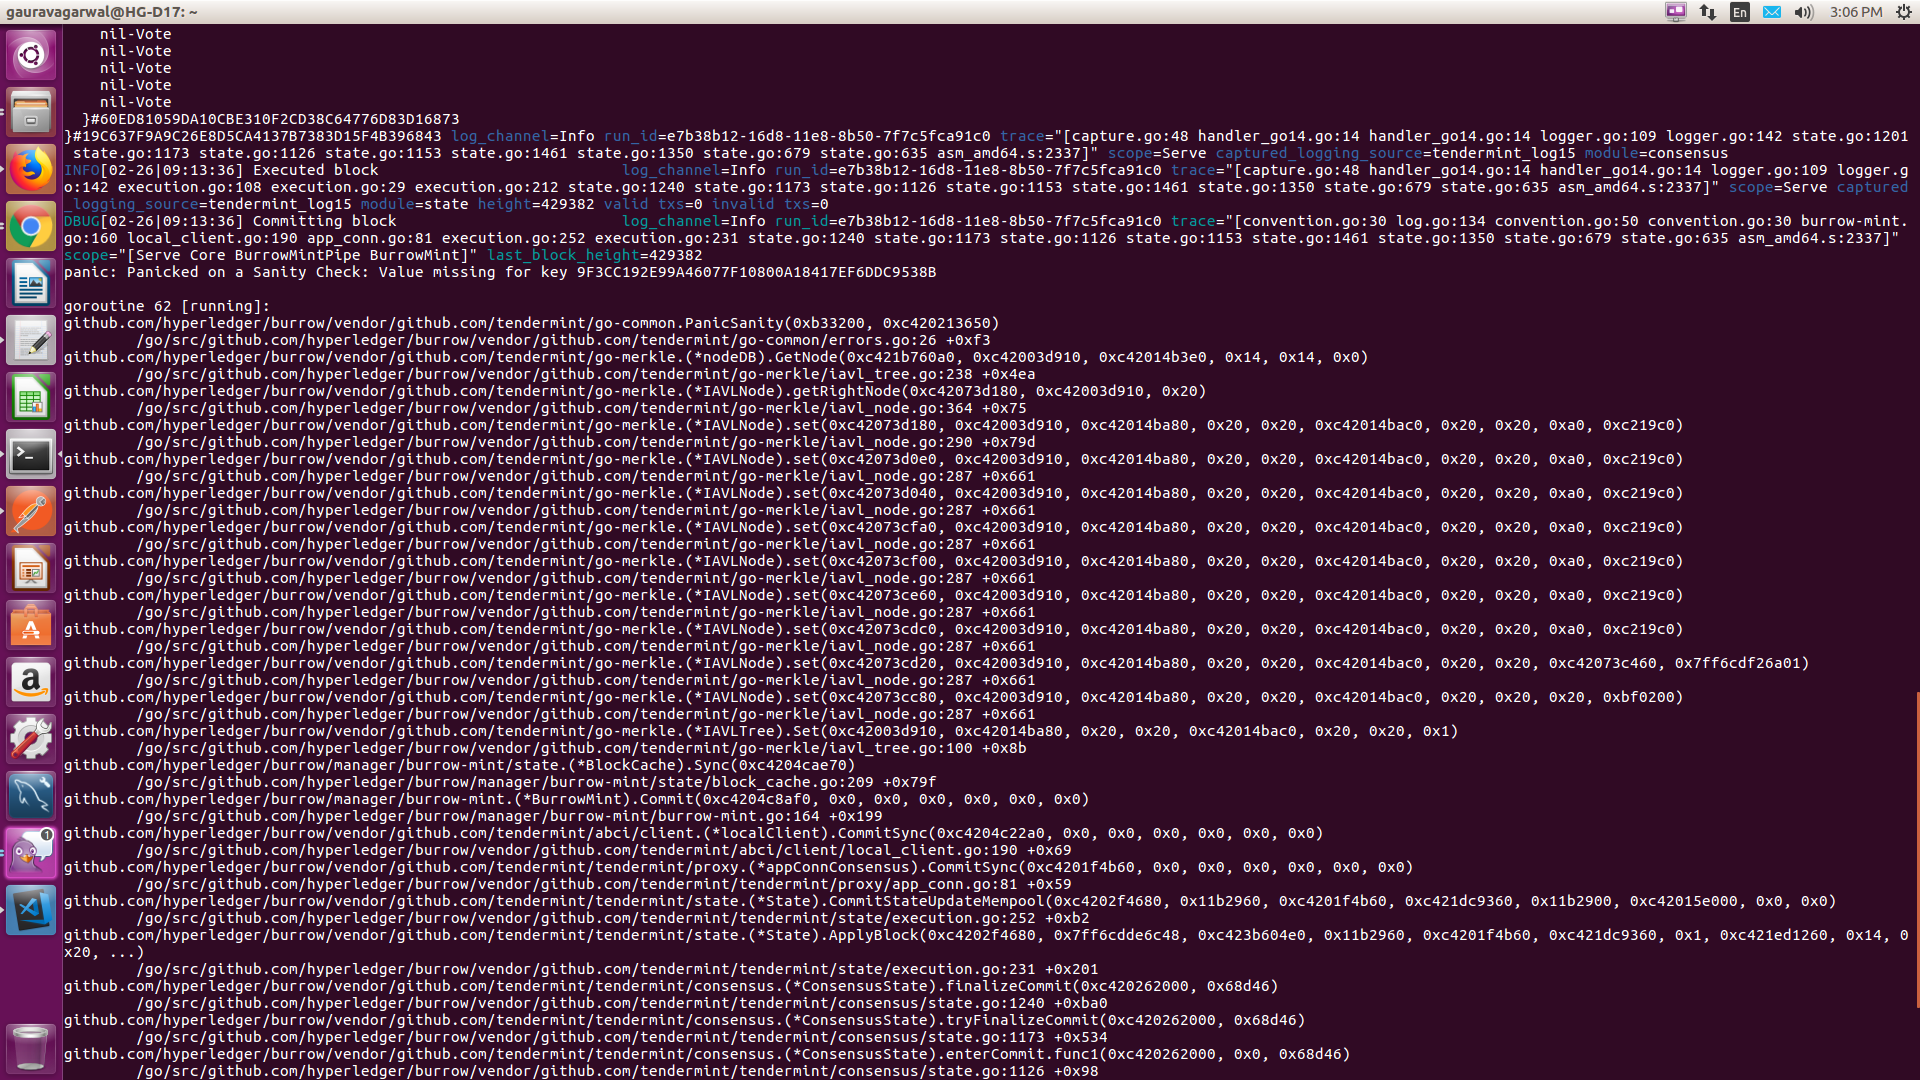 gauravagarwal@HG-D17: ~
En
3:06 PM
nil-Vote
nil-Vote
nil-Vote
nil-Vote
nil-Vote
}#60ED81059DA10CBE310F2CD38C64776D83D16873
}#19C637F9A9C26E8D5CA4137B7383D15F4B396843 log_channel=Info run_id=e7b38b12-16d8-11e8-8b50-7f7c5fca91c0 trace="[capture.go:48 handler_go14.go:14 handler_go14.go:14 logger.go:109 logger.go:142 state.go:1201
state.go:1173 state.go:1126 state.go:1153 state.go:1461 state.go:1350 state.go:679 state.go:635 asm_amd64.s:2337]" scope=Serve captured_logging_source=tendermint_log15 module=consensus
INFO[02-26|09:13:36] Executed block log_channel=Info run_id=e7b38b12-16d8-11e8-8b50-7f7c5fca91c0 trace="[capture.go:48 handler_go14.go:14 handler_go14.go:14 logger.go:109 logger.g
o:142 execution.go:108 execution.go:29 execution.go:212 state.go:1240 state.go:1173 state.go:1126 state.go:1153 state.go:1461 state.go:1350 state.go:679 state.go:635 asm_amd64.s:2337]" scope=Serve captured
_logging_source=tendermint_log15 module=state height=429382 valid txs=0 invalid txs=0
DBUG[02-26|09:13:36] Committing block log_channel=Info run_id=e7b38b12-16d8-11e8-8b50-7f7c5fca91c0 trace="[convention.go:30 log.go:134 convention.go:50 convention.go:30 burrow-mint.
go:160 local_client.go:190 app_conn.go:81 execution.go:252 execution.go:231 state.go:1240 state.go:1173 state.go:1126 state.go:1153 state.go:1461 state.go:1350 state.go:679 state.go:635 asm_amd64.s:2337]"
scope="[Serve Core BurrowMintPipe BurrowMint]" last_block_height=429382
panic: Panicked on a Sanity Check: Value missing for key 9F3CC192E99A46077F10800A18417EF6DDC9538B
goroutine 62 [running]:
github.com/hyperledger/burrow/vendor/github.com/tendermint/go-common.PanicSanity(0xb33200, 0xc420213650)
/go/src/github.com/hyperledger/burrow/vendor/github.com/tendermint/go-common/errors.go:26 +0xf3
github.com/hyperledger/burrow/vendor/github.com/tendermint/go-merkle.(*nodeDB).GetNode(0xc421b760a0, 0xc42003d910, 0xc42014b3e0, 0x14, 0x14, 0x0)
/go/src/github.com/hyperledger/burrow/vendor/github.com/tendermint/go-merkle/iavl_tree.go:238 +0x4ea
github.com/hyperledger/burrow/vendor/github.com/tendermint/go-merkle.(*IAVLNode).getRightNode(0xc42073d180, 0xc42003d910, 0x20)
/go/src/github.com/hyperledger/burrow/vendor/github.com/tendermint/go-merkle/iavl_node.go:364 +0x75
github.com/hyperledger/burrow/vendor/github.com/tendermint/go-merkle.(*IAVLNode).set(0xc42073d180, 0xc42003d910, 0xc42014ba80, 0x20, 0x20, 0xc42014bac0, 0x20, 0x20, 0xa0, 0xc219c0)
/go/src/github.com/hyperledger/burrow/vendor/github.com/tendermint/go-merkle/iavl_node.go:290 +0x79d
github.com/hyperledger/burrow/vendor/github.com/tendermint/go-merkle.(*IAVLNode).set(0xc42073d0e0, 0xc42003d910, 0xc42014ba80, 0x20, 0x20, 0xc42014bac0, 0x20, 0x20, 0xa0, 0xc219c0)
/go/src/github.com/hyperledger/burrow/vendor/github.com/tendermint/go-merkle/iavl_node.go:287 +0x661
github.com/hyperledger/burrow/vendor/github.com/tendermint/go-merkle.(*IAVLNode).set(0xc42073d040, 0xc42003d910, 0xc42014ba80, 0x20, 0x20, 0xc42014bac0, 0x20, 0x20, 0xa0, 0xc219c0)
/go/src/github.com/hyperledger/burrow/vendor/github.com/tendermint/go-merkle/iavl_node.go:287 +0x661
github.com/hyperledger/burrow/vendor/github.com/tendermint/go-merkle.(*IAVLNode).set(0xc42073cfa0, 0xc42003d910, 0xc42014ba80, 0x20, 0x20, 0xc42014bac0, 0x20, 0x20, 0xa0, 0xc219c0)
/go/src/github.com/hyperledger/burrow/vendor/github.com/tendermint/go-merkle/iavl_node.go:287 +0x661
github.com/hyperledger/burrow/vendor/github.com/tendermint/go-merkle.(*IAVLNode).set(0xc42073cf00, 0xc42003d910, 0xc42014ba80, 0x20, 0x20, 0xc42014bac0, 0x20, 0x20, 0xa0, 0xc219c0)
/go/src/github.com/hyperledger/burrow/vendor/github.com/tendermint/go-merkle/iavl_node.go:287 +0x661
github.com/hyperledger/burrow/vendor/github.com/tendermint/go-merkle.(*IAVLNode).set(0xc42073ce60, 0xc42003d910, 0xc42014ba80, 0x20, 0x20, 0xc42014bac0, 0x20, 0x20, 0xa0, 0xc219c0)
/go/src/github.com/hyperledger/burrow/vendor/github.com/tendermint/go-merkle/iavl_node.go:287 +0x661
github.com/hyperledger/burrow/vendor/github.com/tendermint/go-merkle.(*IAVLNode).set(0xc42073cdc0, 0xc42003d910, 0xc42014ba80, 0x20, 0x20, 0xc42014bac0, 0x20, 0x20, 0xa0, 0xc219c0)
/go/src/github.com/hyperledger/burrow/vendor/github.com/tendermint/go-merkle/iavl_node.go:287 +0x661
github.com/hyperledger/burrow/vendor/github.com/tendermint/go-merkle.(*IAVLNode).set(0xc42073cd20, 0xc42003d910, 0xc42014ba80, 0x20, 0x20, 0xc42014bac0, 0x20, 0x20, 0xc42073c460, 0x7ff6cdf26a01)
/go/src/github.com/hyperledger/burrow/vendor/github.com/tendermint/go-merkle/iavl_node.go:287 +0x661
github.com/hyperledger/burrow/vendor/github.com/tendermint/go-merkle.(*IAVLNode).set(0xc42073cc80, 0xc42003d910, 0xc42014ba80, 0x20, 0x20, 0xc42014bac0, 0x20, 0x20, 0x20, 0xbf0200)
/go/src/github.com/hyperledger/burrow/vendor/github.com/tendermint/go-merkle/iavl_node.go:287 +0x661
github.com/hyperledger/burrow/vendor/github.com/tendermint/go-merkle.(*IAVLTree).Set(0xc42003d910, 0xc42014ba80, 0x20, 0x20, 0xc42014bac0, 0x20, 0x20, 0x1)
/go/src/github.com/hyperledger/burrow/vendor/github.com/tendermint/go-merkle/iavl_tree.go:100 +0x8b
github.com/hyperledger/burrow/manager/burrow-mint/state.(*BlockCache).Sync(0xc4204cae70)
/go/src/github.com/hyperledger/burrow/manager/burrow-mint/state/block_cache.go:209 +0x79f
github.com/hyperledger/burrow/manager/burrow-mint.(*BurrowMint).Commit(0xc4204c8af0, 0x0, 0x0, 0x0, 0x0, 0x0, 0x0)
/go/src/github.com/hyperledger/burrow/manager/burrow-mint/burrow-mint.go:164 +0x199
github.com/hyperledger/burrow/vendor/github.com/tendermint/abci/client.(*localClient).CommitSync(0xc4204c22a0, 0x0, 0x0, 0x0, 0x0, 0x0, 0x0)
/go/src/github.com/hyperledger/burrow/vendor/github.com/tendermint/abci/client/local_client.go:190 +0x69
github.com/hyperledger/burrow/vendor/github.com/tendermint/tendermint/proxy.(*appConnConsensus).CommitSync(0xc4201f4b60, 0x0, 0x0, 0x0, 0x0, 0x0, 0x0)
/go/src/github.com/hyperledger/burrow/vendor/github.com/tendermint/tendermint/proxy/app_conn.go:81 +0x59
github.com/hyperledger/burrow/vendor/github.com/tendermint/tendermint/state.(*State).CommitStateUpdateMempool(0xc4202f4680, 0x11b2960, 0xc4201f4b60, 0xc421dc9360, 0x11b2900, 0xc42015e000, 0x0, 0x0)
/go/src/github.com/hyperledger/burrow/vendor/github.com/tendermint/tendermint/state/execution.go:252 +0xb2
github.com/hyperledger/burrow/vendor/github.com/tendermint/tendermint/state.(*State).ApplyBlock(0xc4202f4680, 0x7ff6cdde6c48, 0xc423b604e0, 0x11b2960, 0xc4201f4b60, 0xc421dc9360, 0x1, 0xc421ed1260, 0x14, 0
x20, ...)
/go/src/github.com/hyperledger/burrow/vendor/github.com/tendermint/tendermint/state/execution.go:231 +0x201
github.com/hyperledger/burrow/vendor/github.com/tendermint/tendermint/consensus.(*ConsensusState).finalizeCommit(0xc420262000, 0x68d46)
/go/src/github.com/hyperledger/burrow/vendor/github.com/tendermint/tendermint/consensus/state.go:1240 +0xba0
github.com/hyperledger/burrow/vendor/github.com/tendermint/tendermint/consensus.(*ConsensusState).tryFinalizeCommit(0xc420262000, 0x68d46)
/go/src/github.com/hyperledger/burrow/vendor/github.com/tendermint/tendermint/consensus/state.go:1173 +0x534
github.com/hyperledger/burrow/vendor/github.com/tendermint/tendermint/consensus.(*ConsensusState).enterCommit.func1(0xc420262000, 0x0, 0x68d46)
/go/src/github.com/hyperledger/burrow/vendor/github.com/tendermint/tendermint/consensus/state.go:1126 +0x98